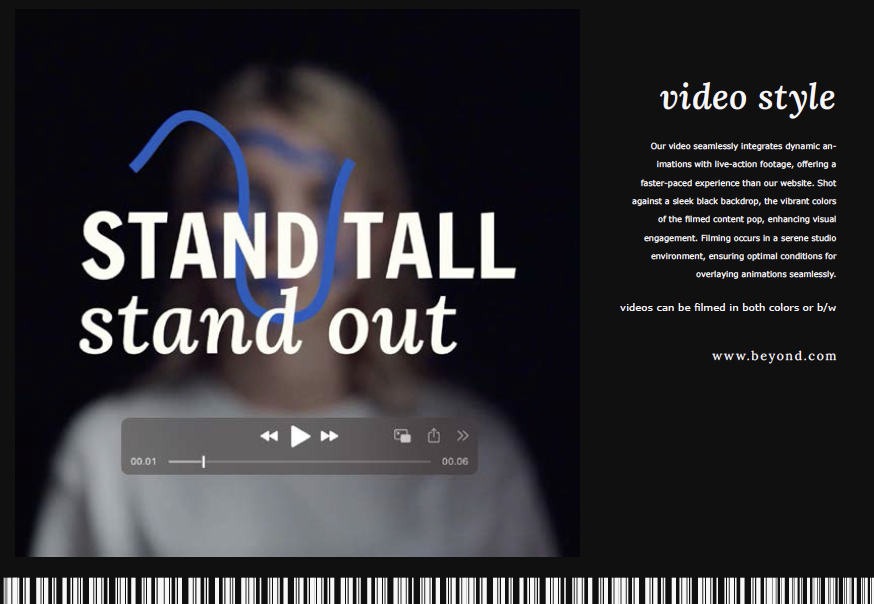 STAND TALL
stand out
00.01
00.06
video style
Our video seamlessly integrates dynamic an-
imations with live-action footage, offering a
faster-paced experience than our website. Shot
against a sleek black backdrop, the vibrant colors
of the filmed content pop, enhancing visual
engagement. Filming occurs in a serene studio
environment, ensuring optimal conditions for
overlaying animations seamlessly.
videos can be filmed in both colors or b/w
www.beyond.com